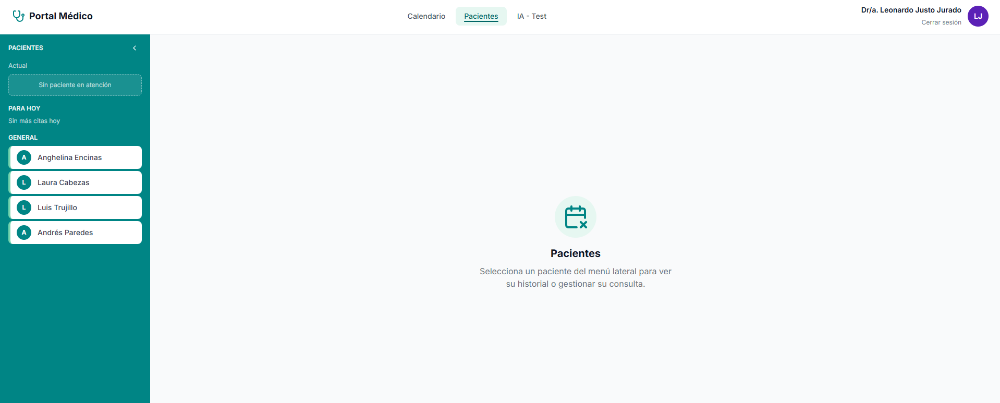 Portal Médico
Calendario
Pacientes
IA - Test
Dr/a. Leonardo Justo Jurado
Cerrar sesión
LJ
PACIENTES
Actual
Sin paciente en atención
PARA HOY
Sin más citas hoy
GENERAL
A Anghelina Encinas
L Laura Cabezas
L Luis Trujillo
A Andrés Paredes
Pacientes
Selecciona un paciente del menú lateral para ver
su historial o gestionar su consulta.